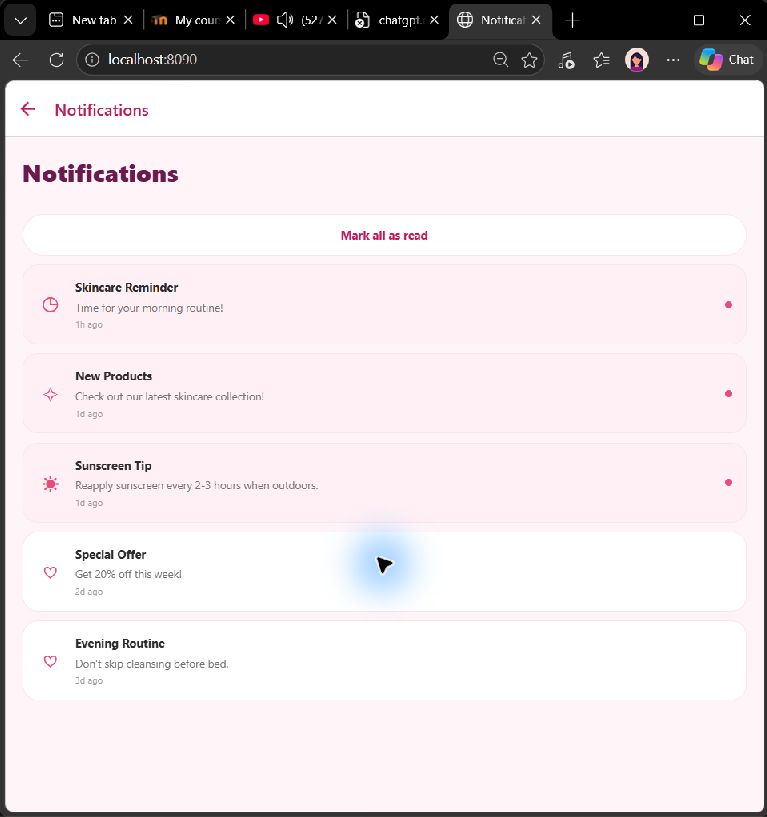 New tab
My cour
(527
chatgpt.
Notificat
localhost:8090
Chat
Notifications
Notifications
Mark all as read
Skincare Reminder
Time for your morning routine!
1h ago
New Products
Check out our latest skincare collection!
1d ago
Sunscreen Tip
Reapply sunscreen every 2-3 hours when outdoors.
1d ago
Special Offer
Get 20% off this week!
2d ago
Evening Routine
Don't skip cleansing before bed.
3d ago